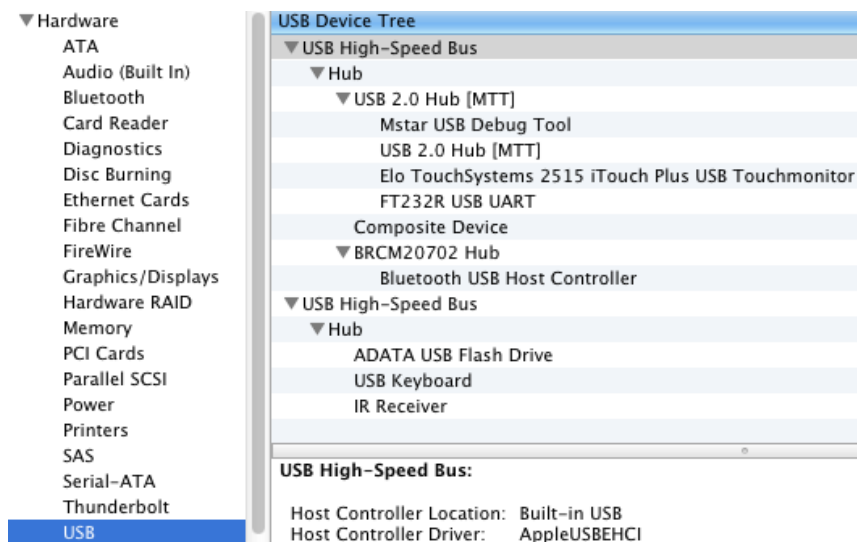 Hardware
ATA
Audio (Built In)
Bluetooth
Card Reader
Diagnostics
Disc Burning
Ethernet Cards
Fibre Channel
FireWire
Graphics/Displays
Hardware RAID
Memory
PCI Cards
Parallel SCSI
Power
Printers
SAS
Serial-ATA
Thunderbolt
USB
USB Device Tree
USB High-Speed Bus
Hub
USB 2.0 Hub [MTT]
Mstar USB Debug Tool
USB 2.0 Hub [MTT]
Elo TouchSystems 2515 iTouch Plus USB Touchmonitor
FT232R USB UART
Composite Device
BRCM20702 Hub
Bluetooth USB Host Controller
USB High-Speed Bus
Hub
ADATA USB Flash Drive
USB Keyboard
IR Receiver
USB High-Speed Bus:
Host Controller Location: Built-in USB
Host Controller Driver: AppleUSBEHCI